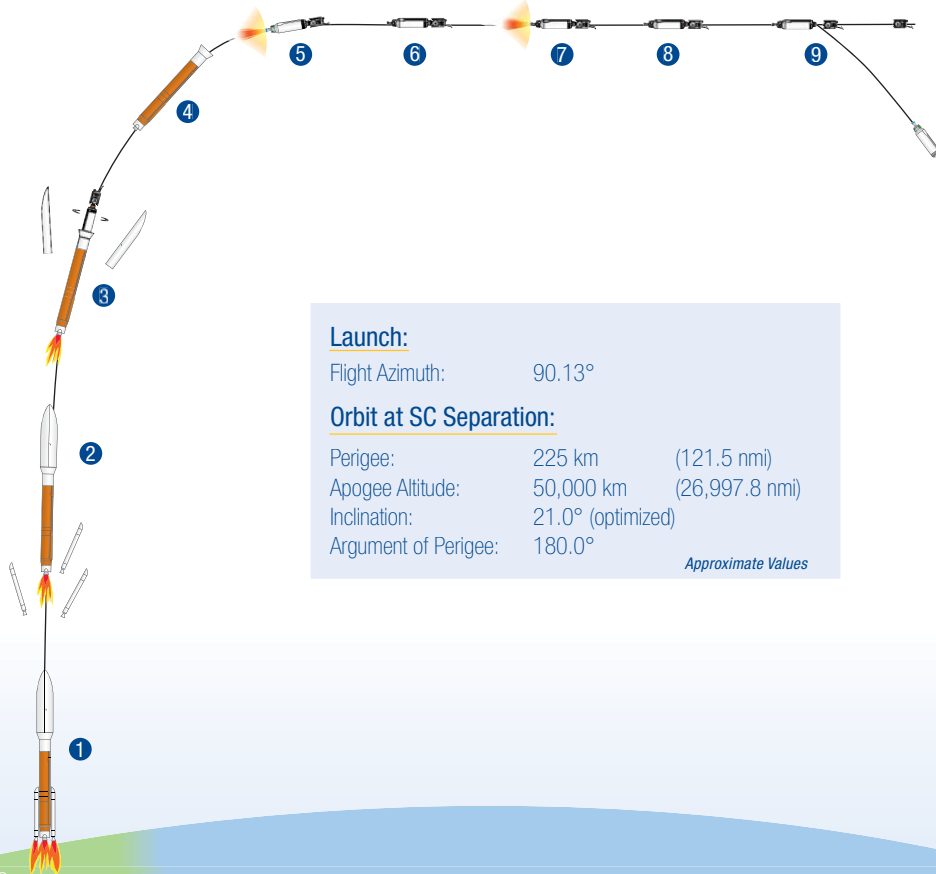 5 6 7 8 9
4
3
Launch:
Flight Azimuth: 90.13°
Orbit at SC Separation:
Perigee: 225 km (121.5 nmi)
Apogee Altitude: 50,000 km (26,997.8 nmi)
Inclination: 21.0° (optimized)
Argument of Perigee: 180.0°
Approximate Values
2
1